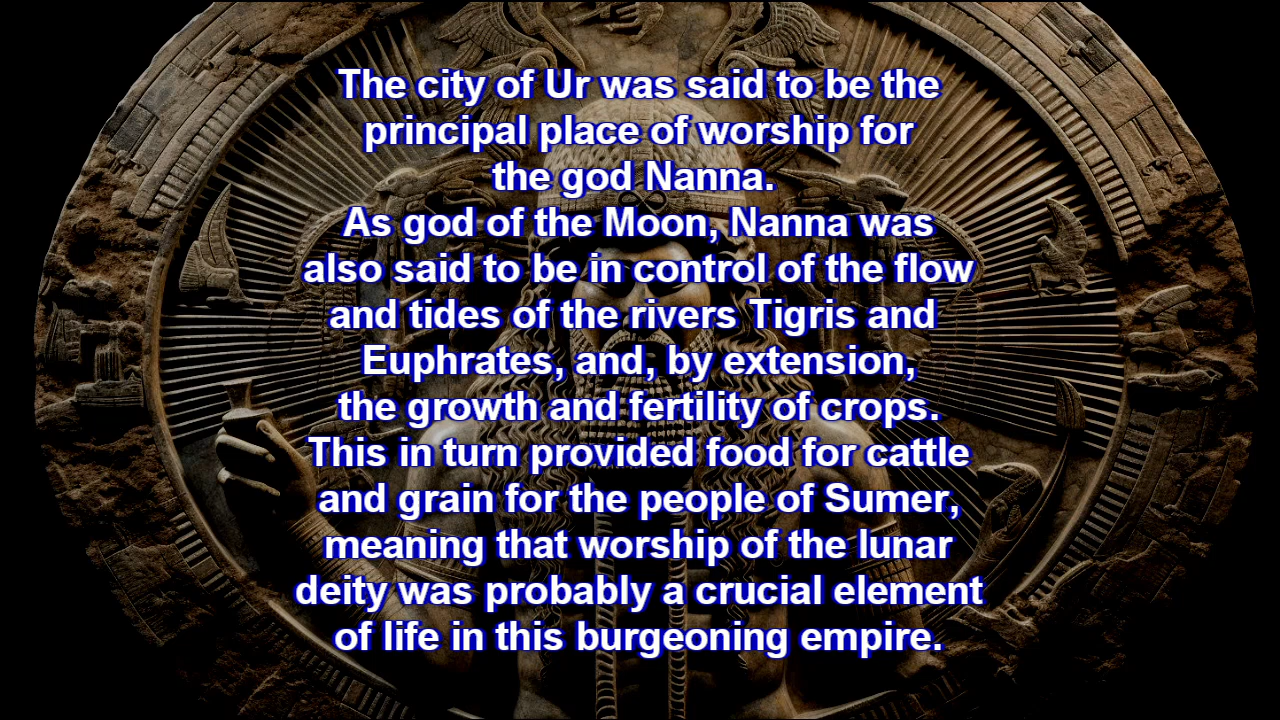 The city of Ur was said to be the
principal place of worship for
the god Nanna.
As god of the Moon, Nanna was
also said to be in control of the flow
and tides of the rivers Tigris and
Euphrates, and, by extension,
the growth and fertility of crops.
This in turn provided food for cattle
and grain for the people of Sumer,
meaning that worship of the lunar
deity was probably a crucial element
of life in this burgeoning empire.